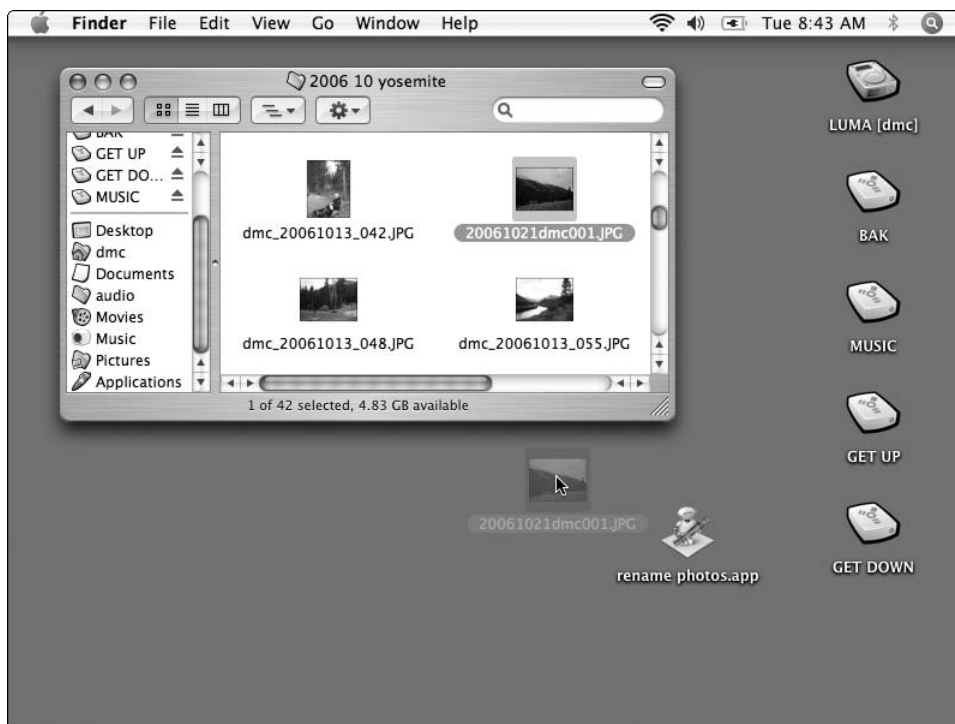 Finder File Edit View Go Window Help Tue 8:43 AM
2006 10 yosemite
BAK
GET UP
GET DO...
MUSIC
Desktop
dmc
Documents
audio
Movies
Music
Pictures
Applications
dmc_20061013_042.JPG 20061021dmc001.JPG
dmc_20061013_048.JPG dmc_20061013_055.JPG
1 of 42 selected, 4.83 GB available
20061021dmc001.JPG
rename photos.app
LUMA [dmc]
BAK
MUSIC
GET UP
GET DOWN